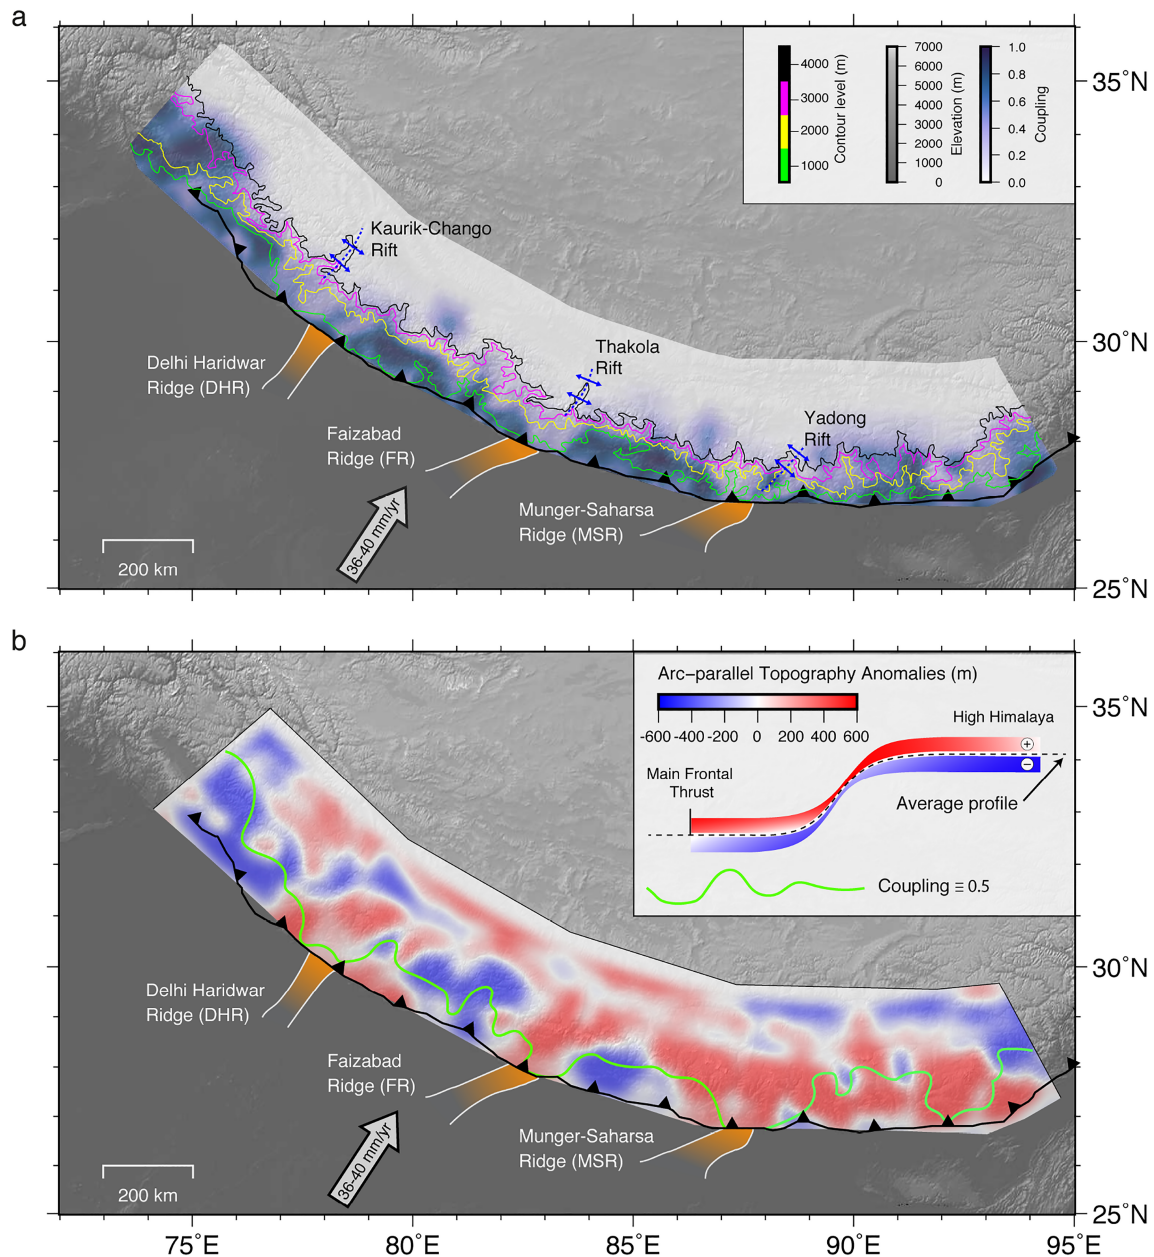 a
4000
3000
2000
1000
Contour level (m)
7000
6000
5000
4000
3000
2000
1000
0
Elevation (m)
1.0
0.8
0.6
0.4
0.2
0.0
Coupling
35°N
30°N
25°N
Kaurik-Chango
Rift
Thakola
Rift
Yadong
Rift
Delhi Haridwar
Ridge (DHR)
Faizabad
Ridge (FR)
Munger-Saharsa
Ridge (MSR)
36-40 mm/yr
200 km
b
Arc-parallel Topography Anomalies (m)
-600 -400 -200 0 200 400 600
High Himalaya
+
−
Main Frontal
Thrust
Average profile
Coupling ≡ 0.5
35°N
30°N
25°N
Delhi Haridwar
Ridge (DHR)
Faizabad
Ridge (FR)
Munger-Saharsa
Ridge (MSR)
36-40 mm/yr
200 km
75°E 80°E 85°E 90°E 95°E